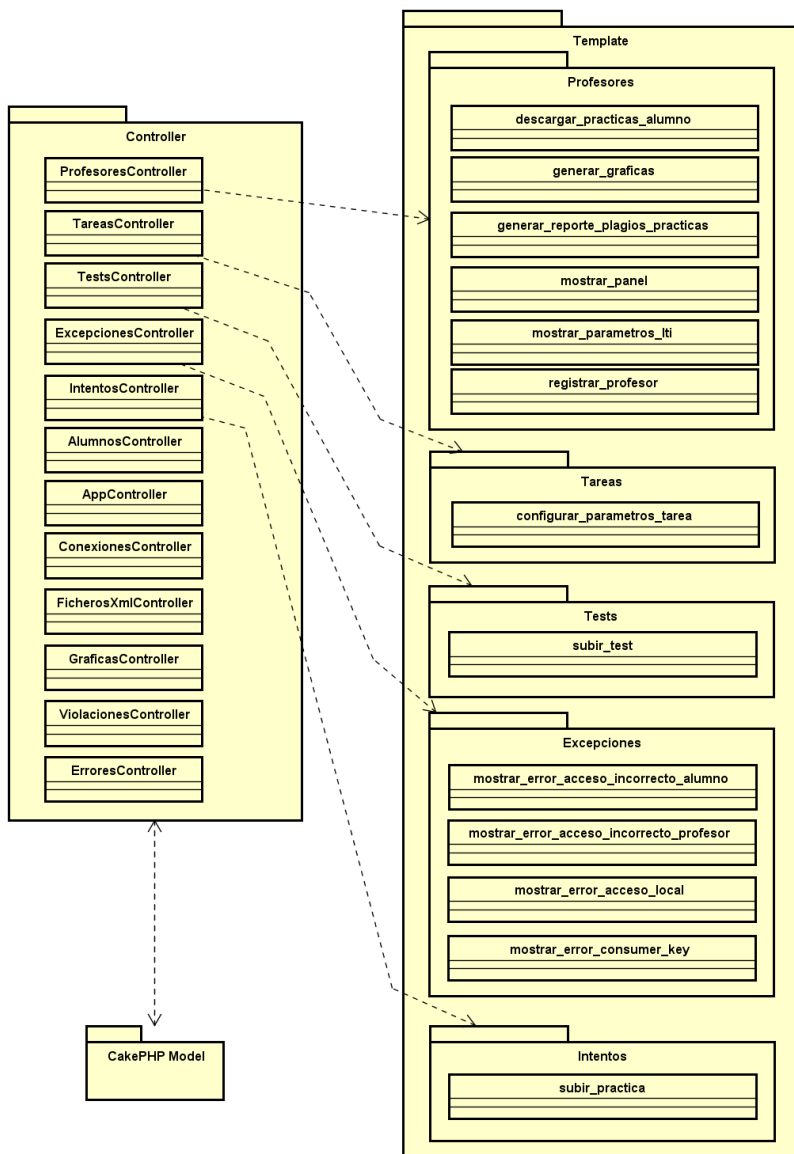 Controller
ProfesoresController
TareasController
TestsController
ExcepcionesController
IntentosController
AlumnosController
AppController
ConexionesController
FicherosXmlController
GraficasController
ViolacionesController
ErroresController
CakePHP Model
Template
Profesores
descargar_practicas_alumno
generar_graficas
generar_reporte_plagios_practicas
mostrar_panel
mostrar_parametros_lti
registrar_profesor
Tareas
configurar_parametros_tarea
Tests
subir_test
Excepciones
mostrar_error_acceso_incorrecto_alumno
mostrar_error_acceso_incorrecto_profesor
mostrar_error_acceso_local
mostrar_error_consumer_key
Intentos
subir_practica